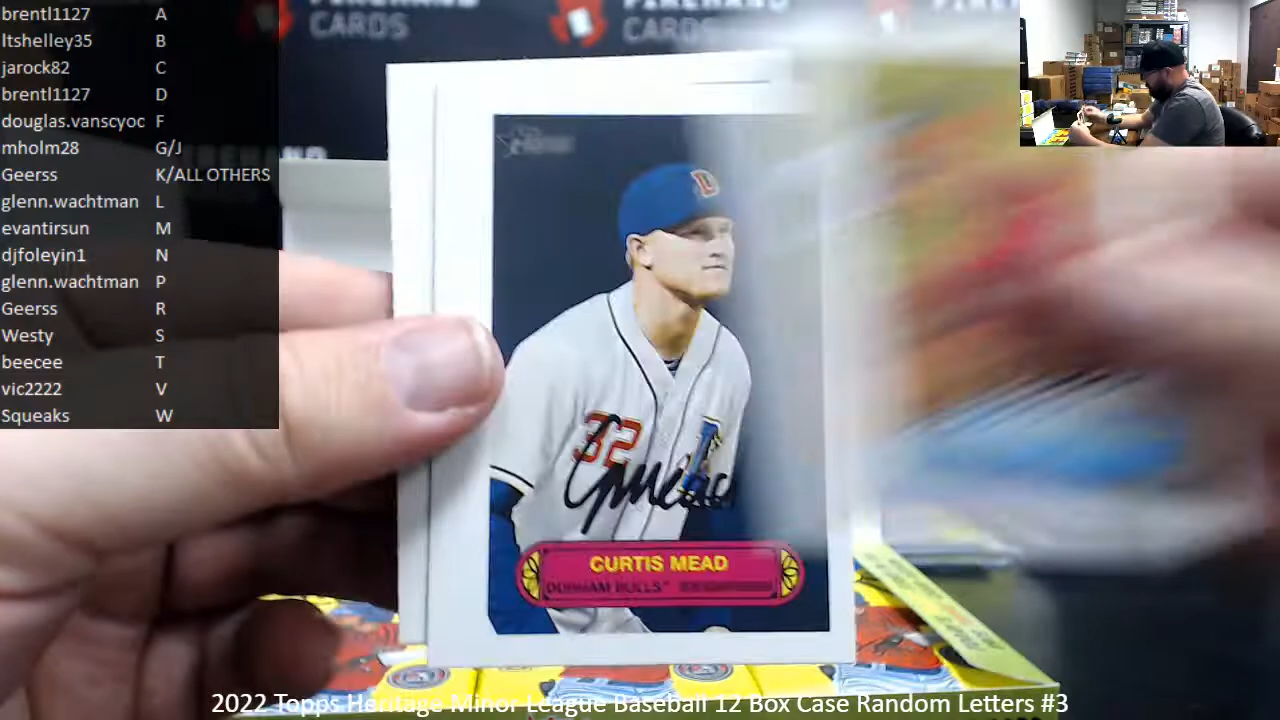 brentl1127 A
ltshelley35 B
jarock82 C
brentl1127 D
douglas.vanscyoc F
mholm28 G/J
Geerss K/ALL OTHERS
glenn.wachtman L
evantirsun M
djfoleyin1 N
glenn.wachtman P
Geerss R
Westy S
beecee T
vic2222 V
Squeaks W
CARDS
FIREHAND
CARDS
D
32
CURTIS MEAD
DURHAM BULLS
2022 Topps Heritage Minor League Baseball 12 Box Case Random Letters #3